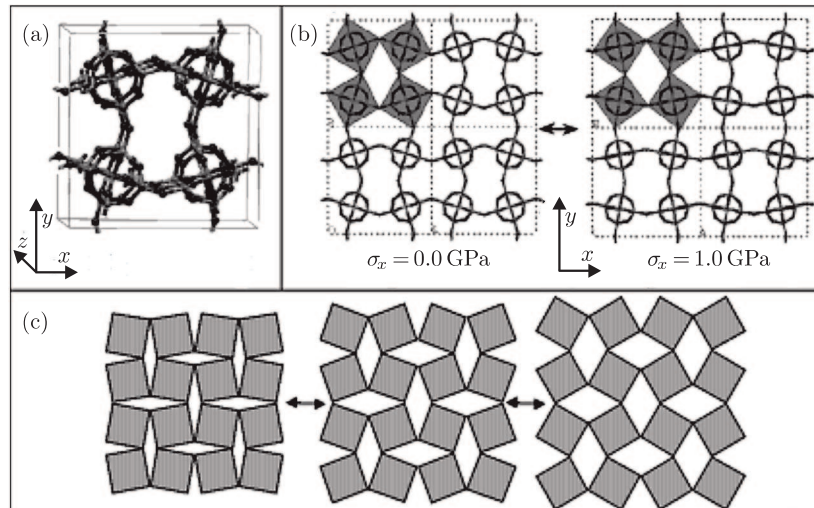 (a)
(b)
y
z
x
σₓ = 0.0 GPa
y
x
σₓ = 1.0 GPa
(c)